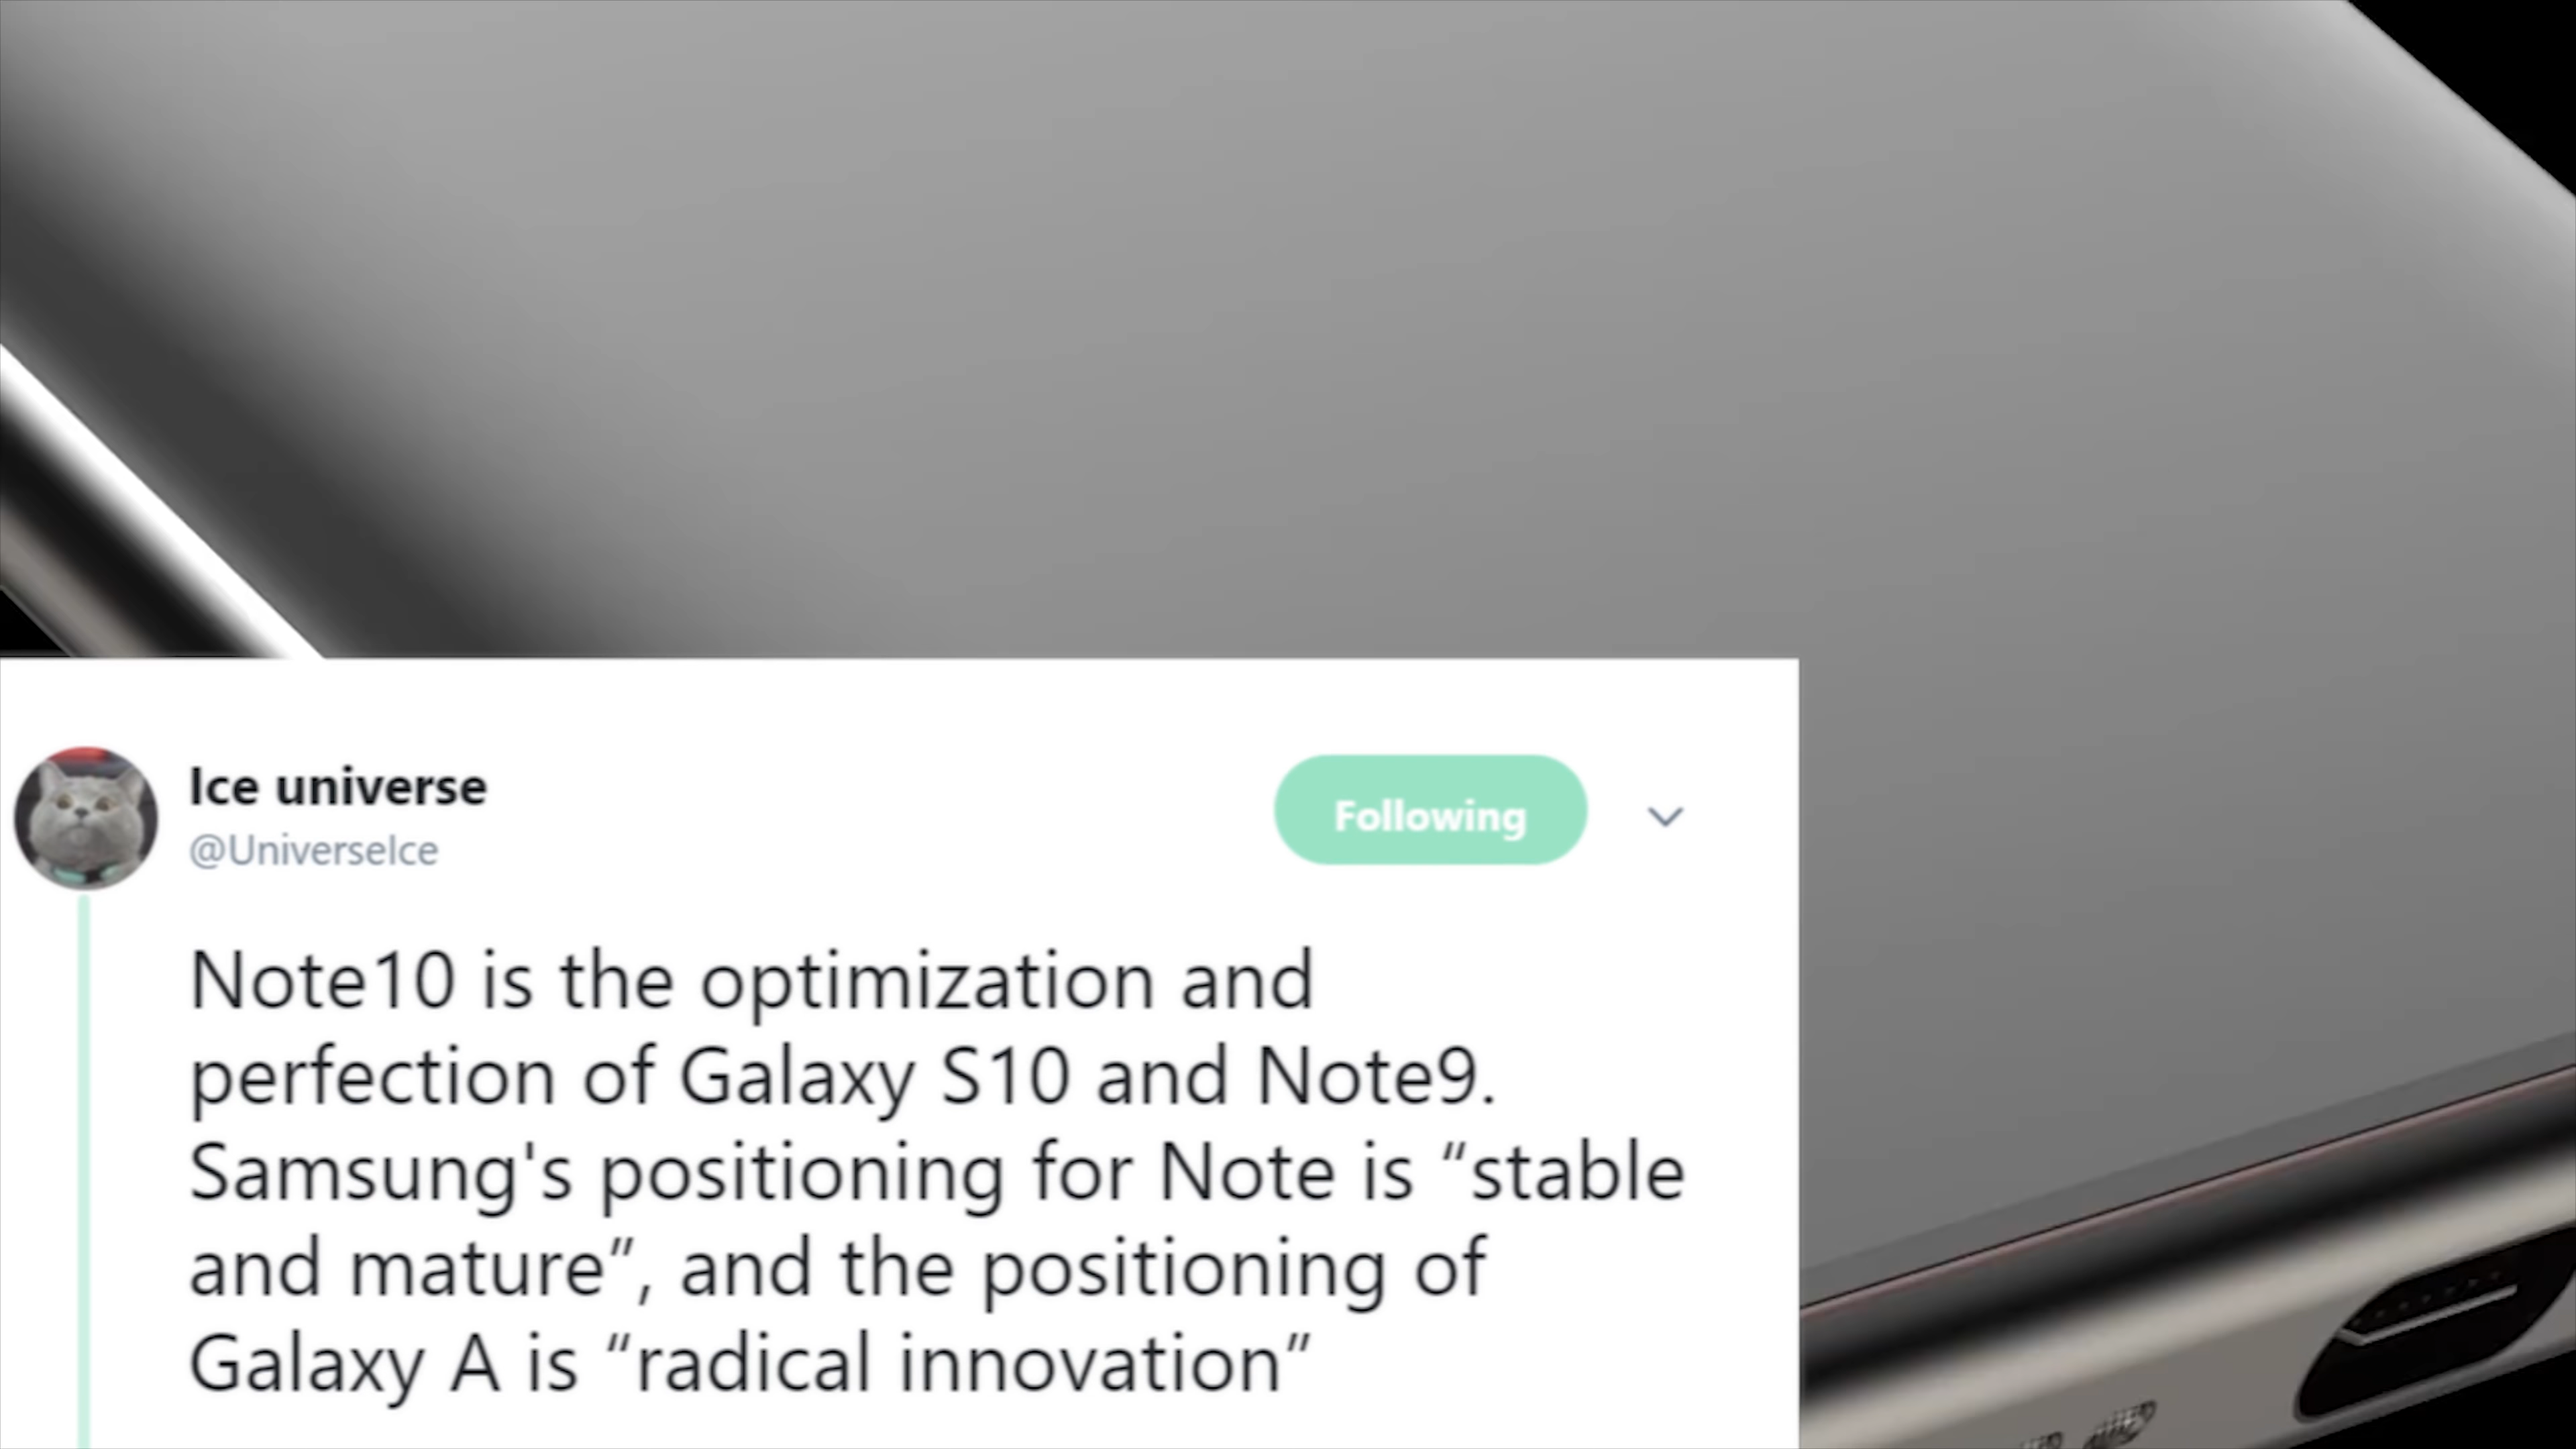 Ice universe
@UniverseIce
Following
Note10 is the optimization and
perfection of Galaxy S10 and Note9.
Samsung's positioning for Note is “stable
and mature”, and the positioning of
Galaxy A is “radical innovation”